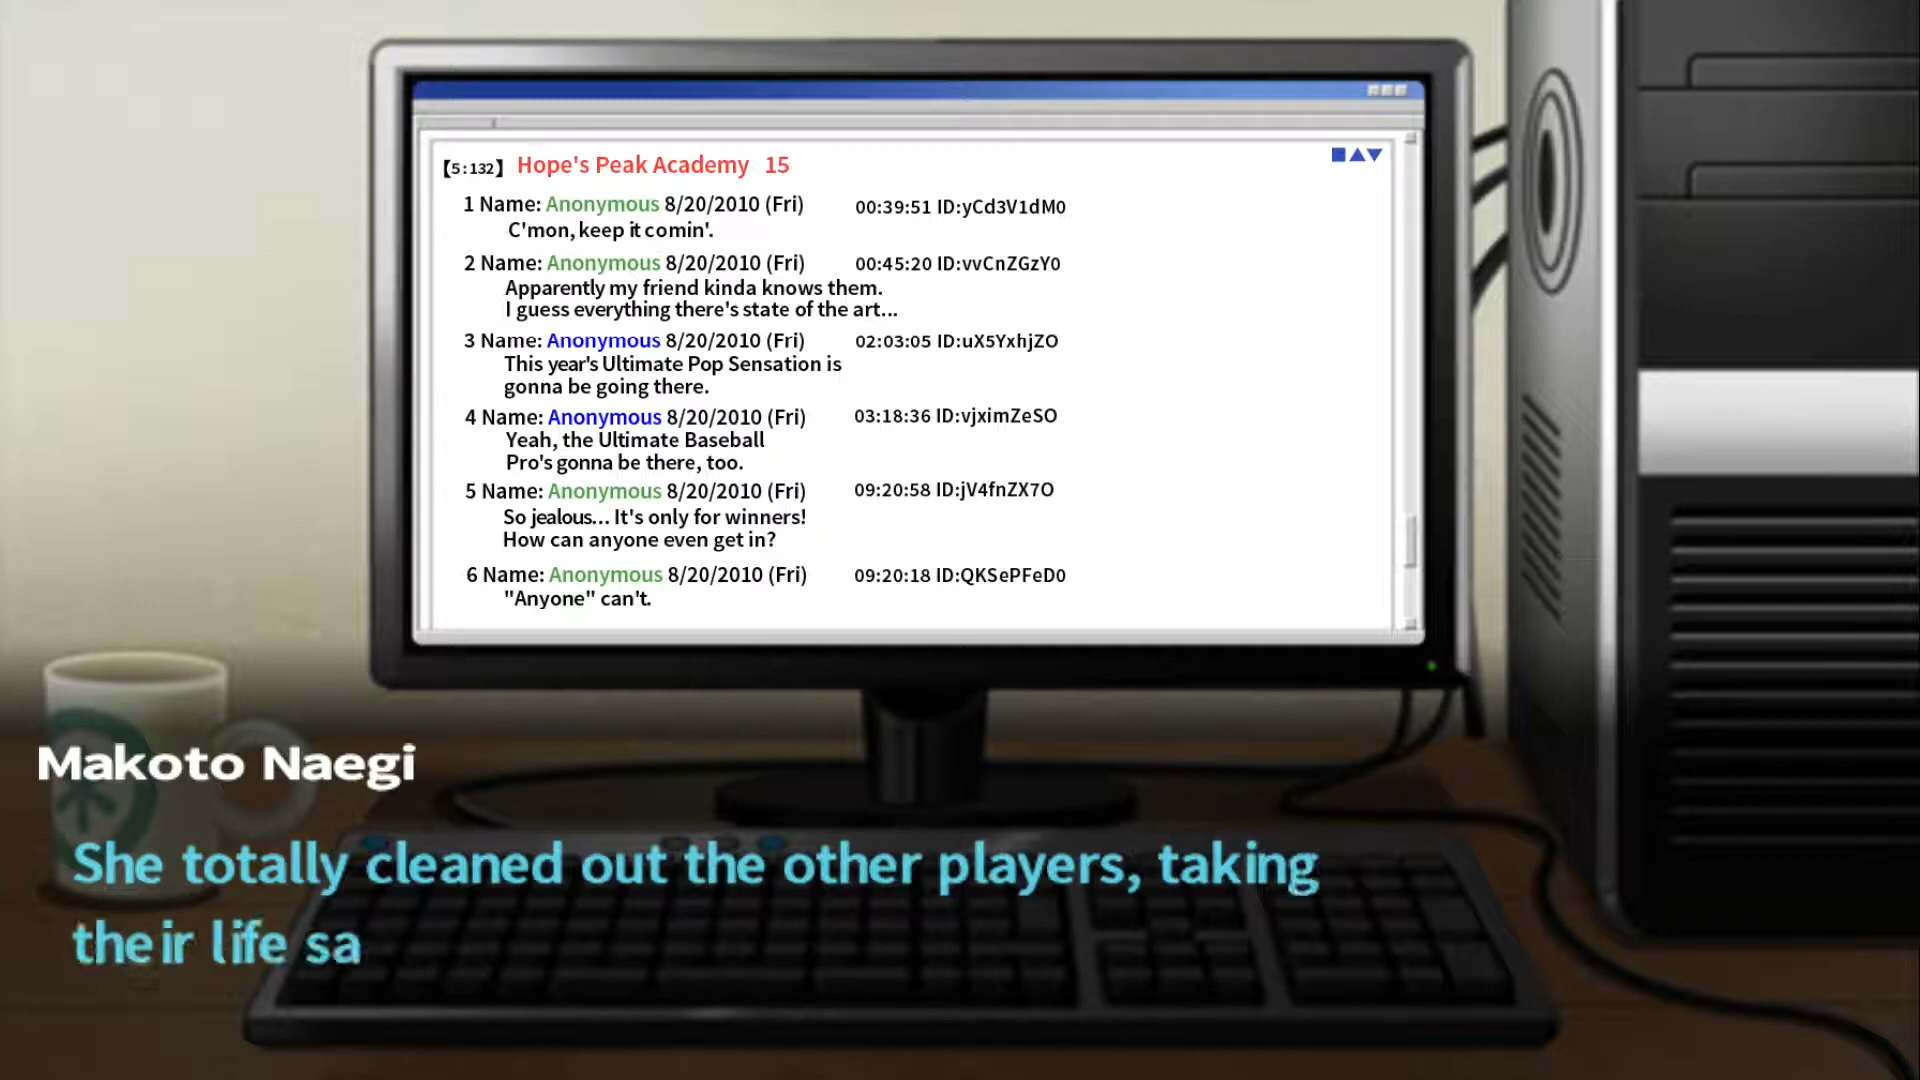 【5:132】 Hope's Peak Academy 15
1 Name: Anonymous 8/20/2010 (Fri) 00:39:51 ID:yCd3V1dM0
C'mon, keep it comin'.
2 Name: Anonymous 8/20/2010 (Fri) 00:45:20 ID:vvCnZGzY0
Apparently my friend kinda knows them.
I guess everything there's state of the art...
3 Name: Anonymous 8/20/2010 (Fri) 02:03:05 ID:uX5YxhjZO
This year's Ultimate Pop Sensation is
gonna be going there.
4 Name: Anonymous 8/20/2010 (Fri) 03:18:36 ID:vjximZeSO
Yeah, the Ultimate Baseball
Pro's gonna be there, too.
5 Name: Anonymous 8/20/2010 (Fri) 09:20:58 ID:jV4fnZX7O
So jealous... It's only for winners!
How can anyone even get in?
6 Name: Anonymous 8/20/2010 (Fri) 09:20:18 ID:QKSePFeD0
"Anyone" can't.
Makoto Naegi
She totally cleaned out the other players, taking
their life sa